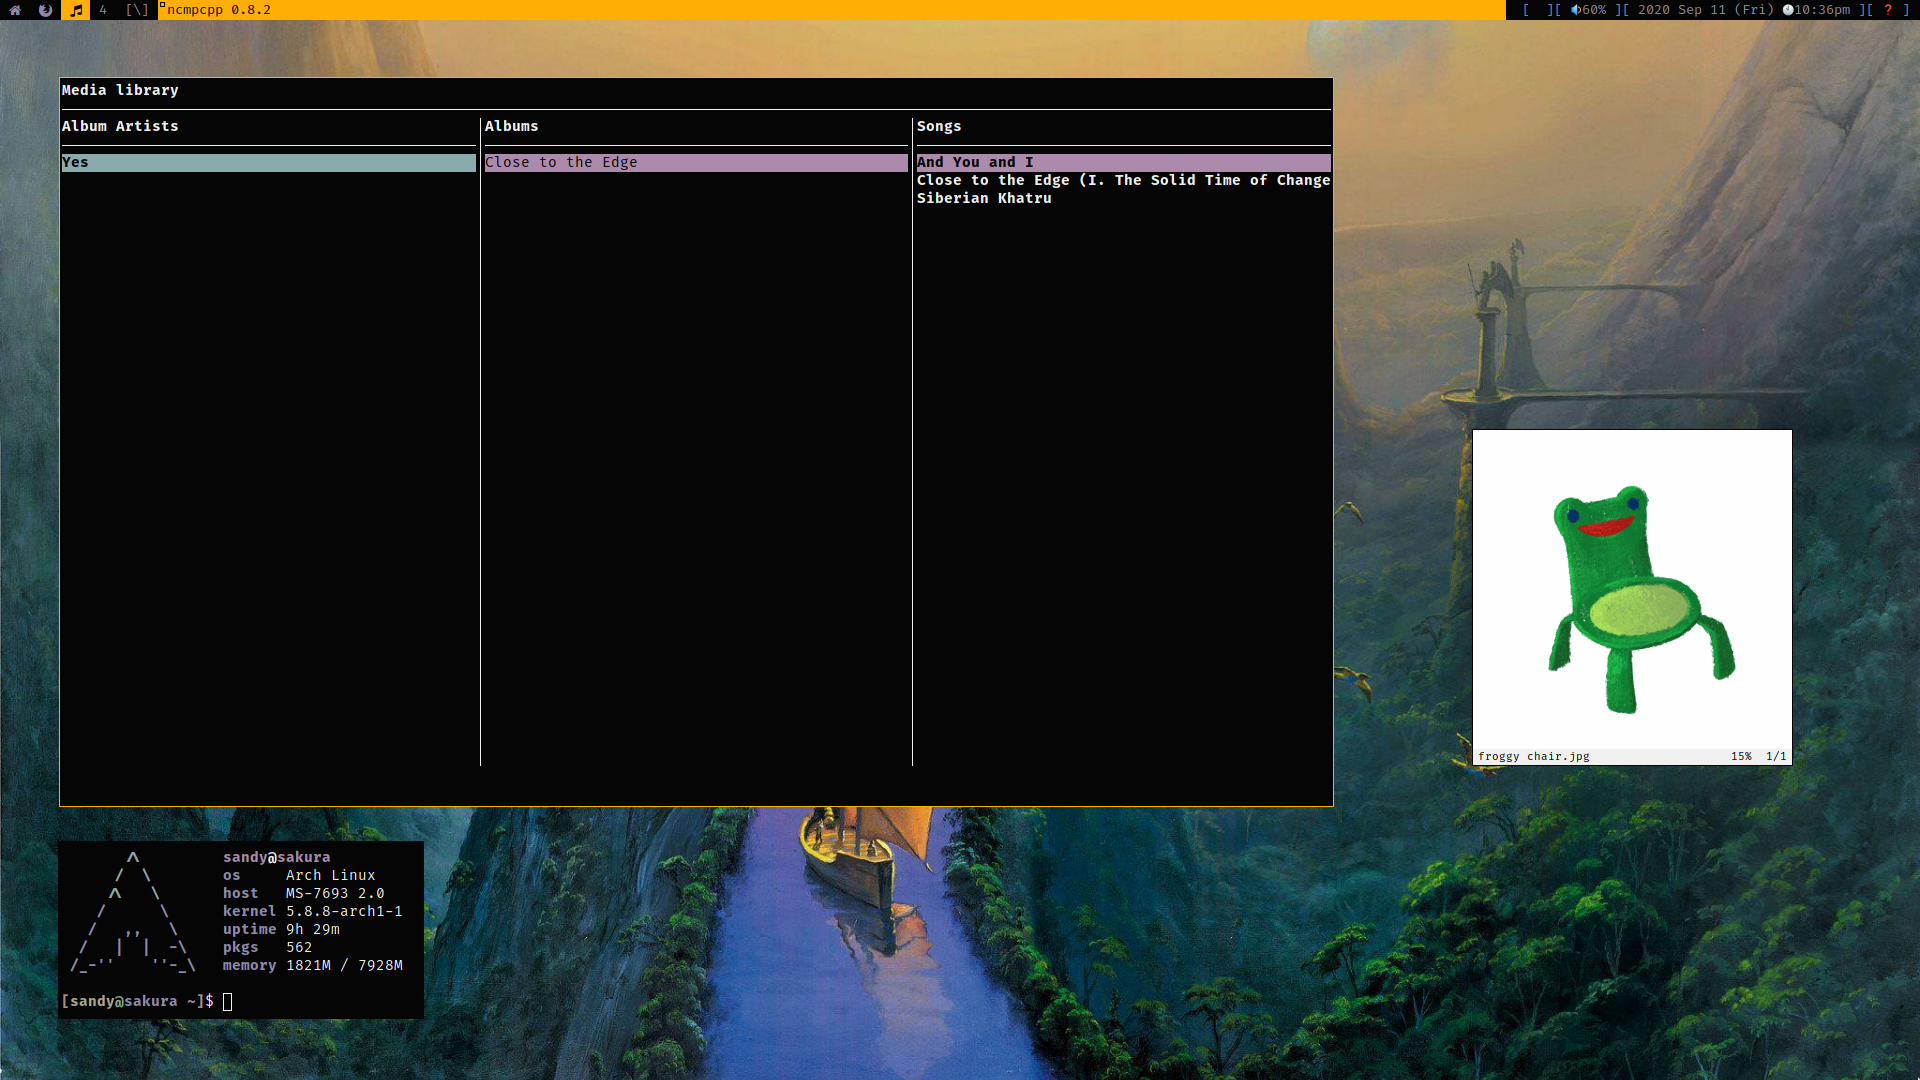 4 [\] ncmpcpp 0.8.2 [ ][ 60% ][ 2020 Sep 11 (Fri) 10:36pm ][ ? ]
Media library
Album Artists
Yes
Albums
Close to the Edge
Songs
And You and I
Close to the Edge (I. The Solid Time of Change
Siberian Khatru
froggy chair.jpg 15% 1/1
sandy@sakura
os Arch Linux
host MS-7693 2.0
kernel 5.8.8-arch1-1
uptime 9h 29m
pkgs 562
memory 1821M / 7928M
[sandy@sakura ~]$